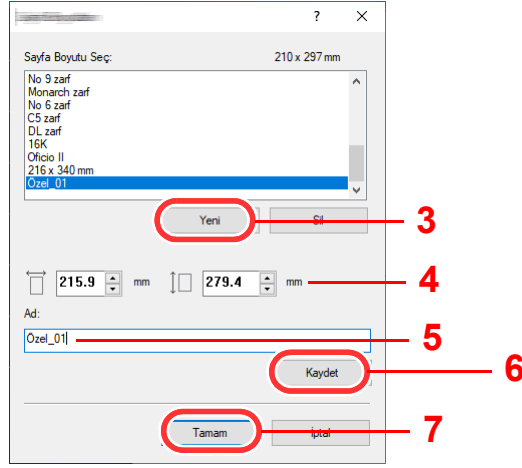 ?
Sayfa Boyutu Seç: 210 x 297 mm
No 9 zarf
Monarch zarf
No 6 zarf
C5 zarf
DL zarf
16K
Oficio II
216 x 340 mm
Özel_01
Yeni Sil 3
215.9 mm 279.4 mm 4
Ad:
Özel_01 5
Kaydet 6
Tamam İptal 7